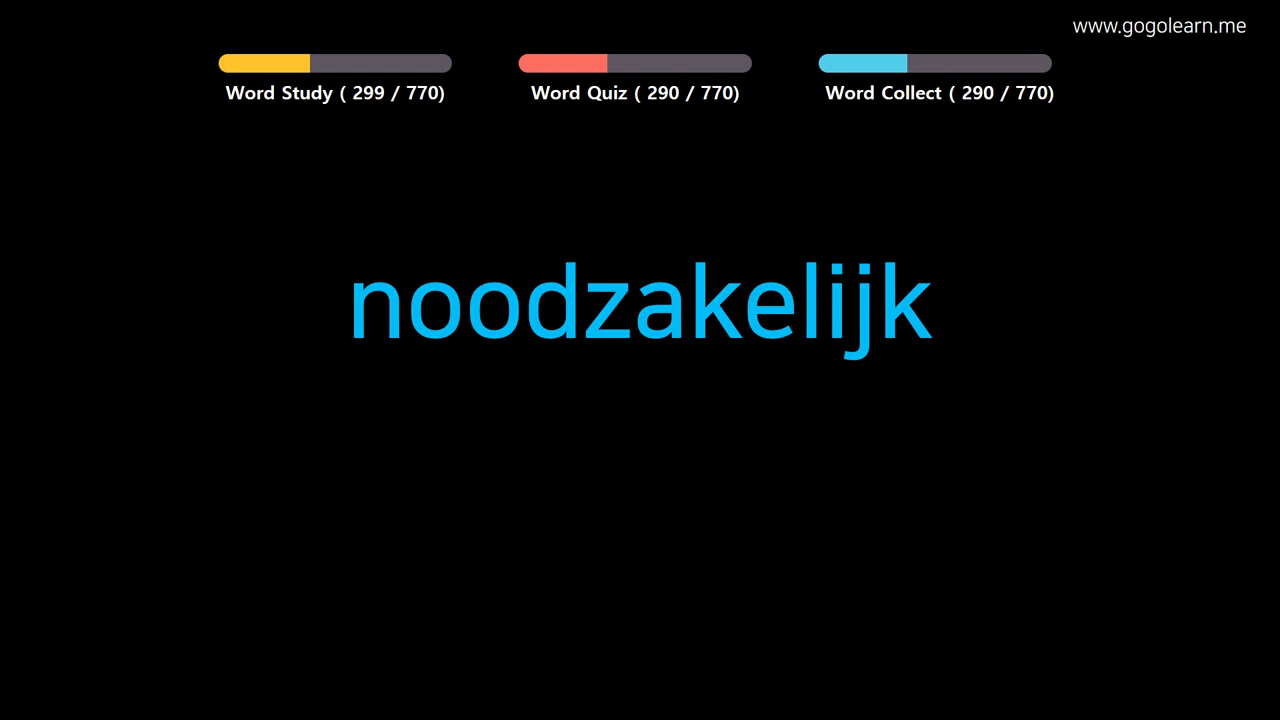 www.gogolearn.me
Word Study ( 299 / 770)
Word Quiz ( 290 / 770)
Word Collect ( 290 / 770)
noodzakelijk